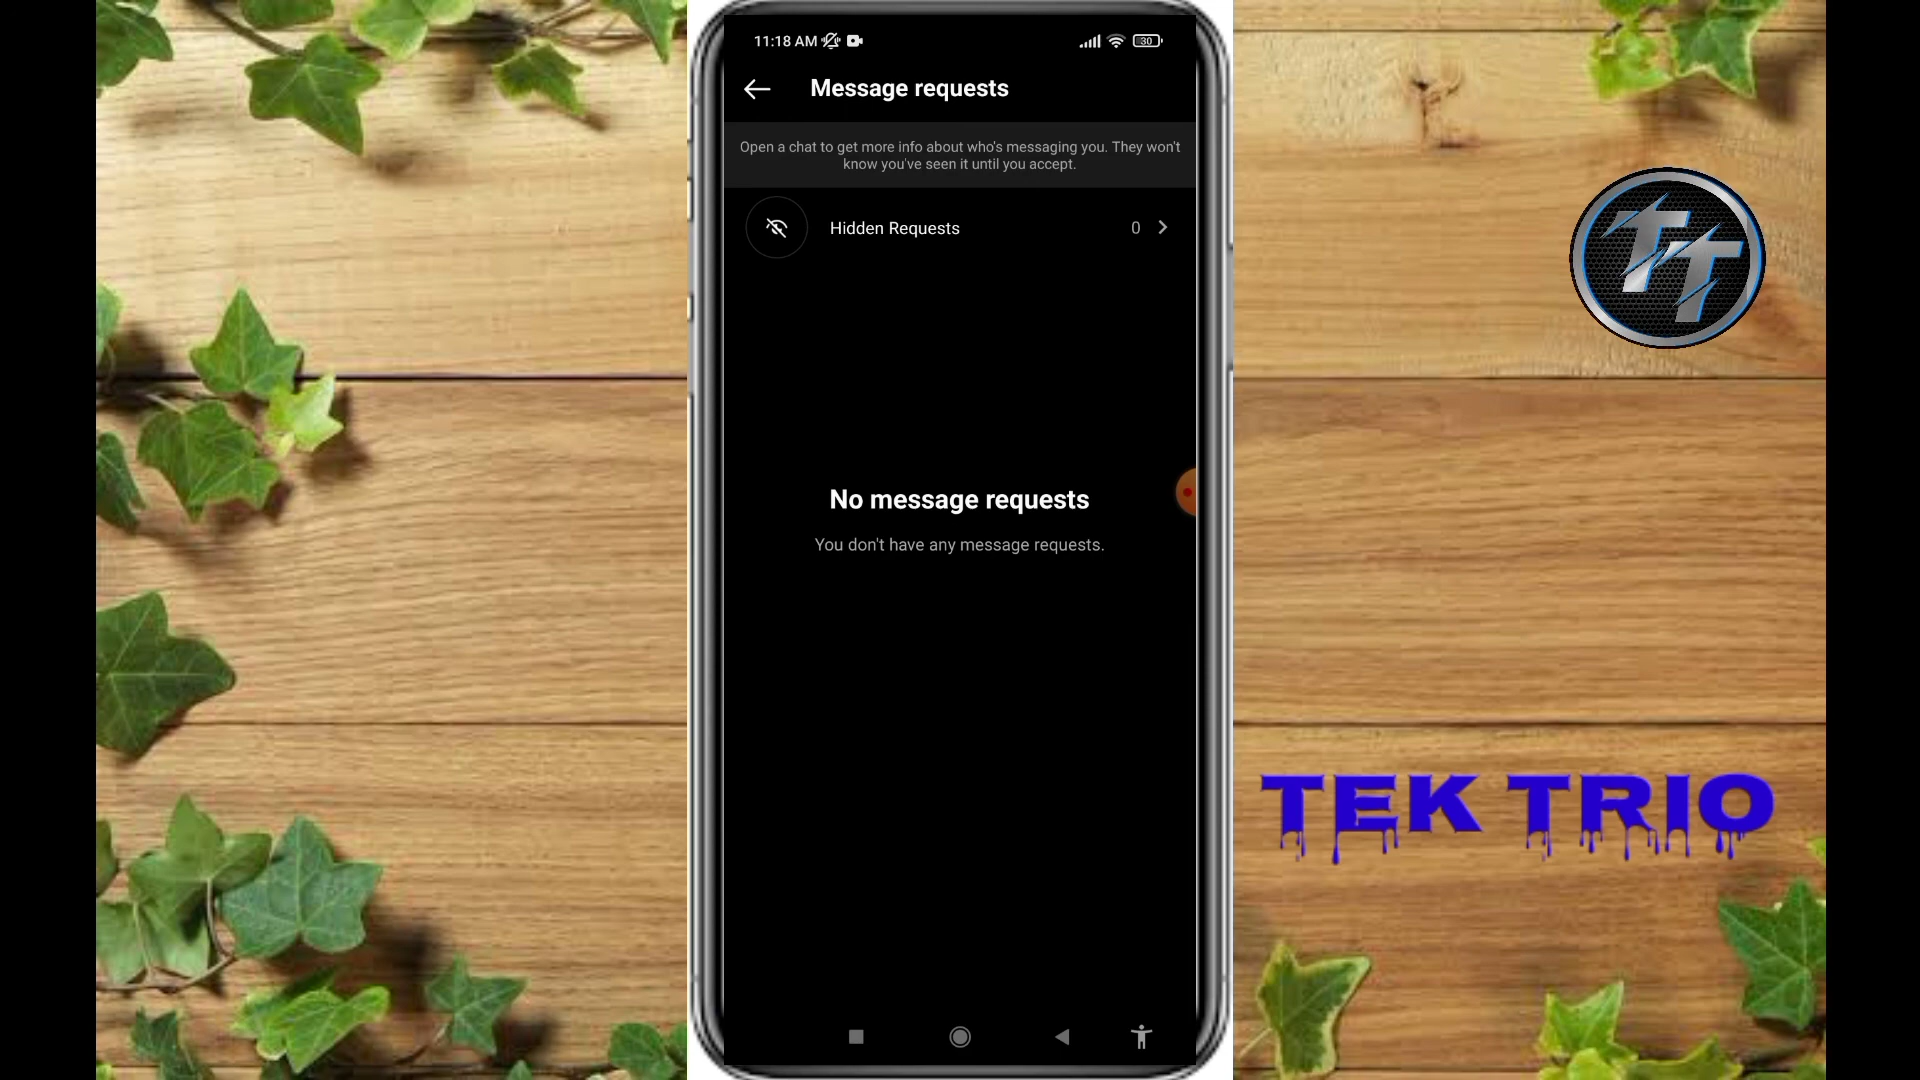 11:18 AM
30
Message requests
Open a chat to get more info about who's messaging you. They won't
know you've seen it until you accept.
Hidden Requests 0
No message requests
You don't have any message requests.
TT
TEK TRIO